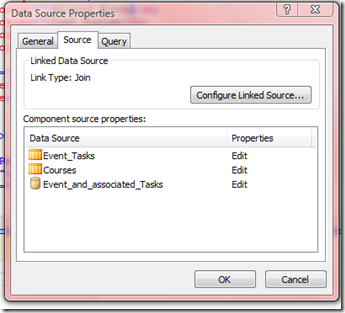 Data Source Properties
General Source Query
Linked Data Source
Link Type: Join
Configure Linked Source...
Component source properties:
Data Source Properties
Event_Tasks Edit
Courses Edit
Event_and_associated_Tasks Edit
OK Cancel